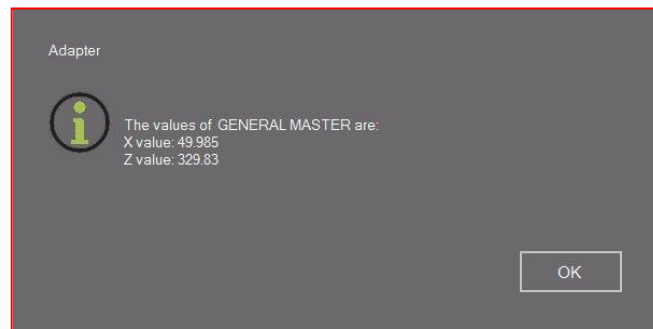 Adapter
The values of GENERAL MASTER are:
X value: 49.985
Z value: 329.83
OK